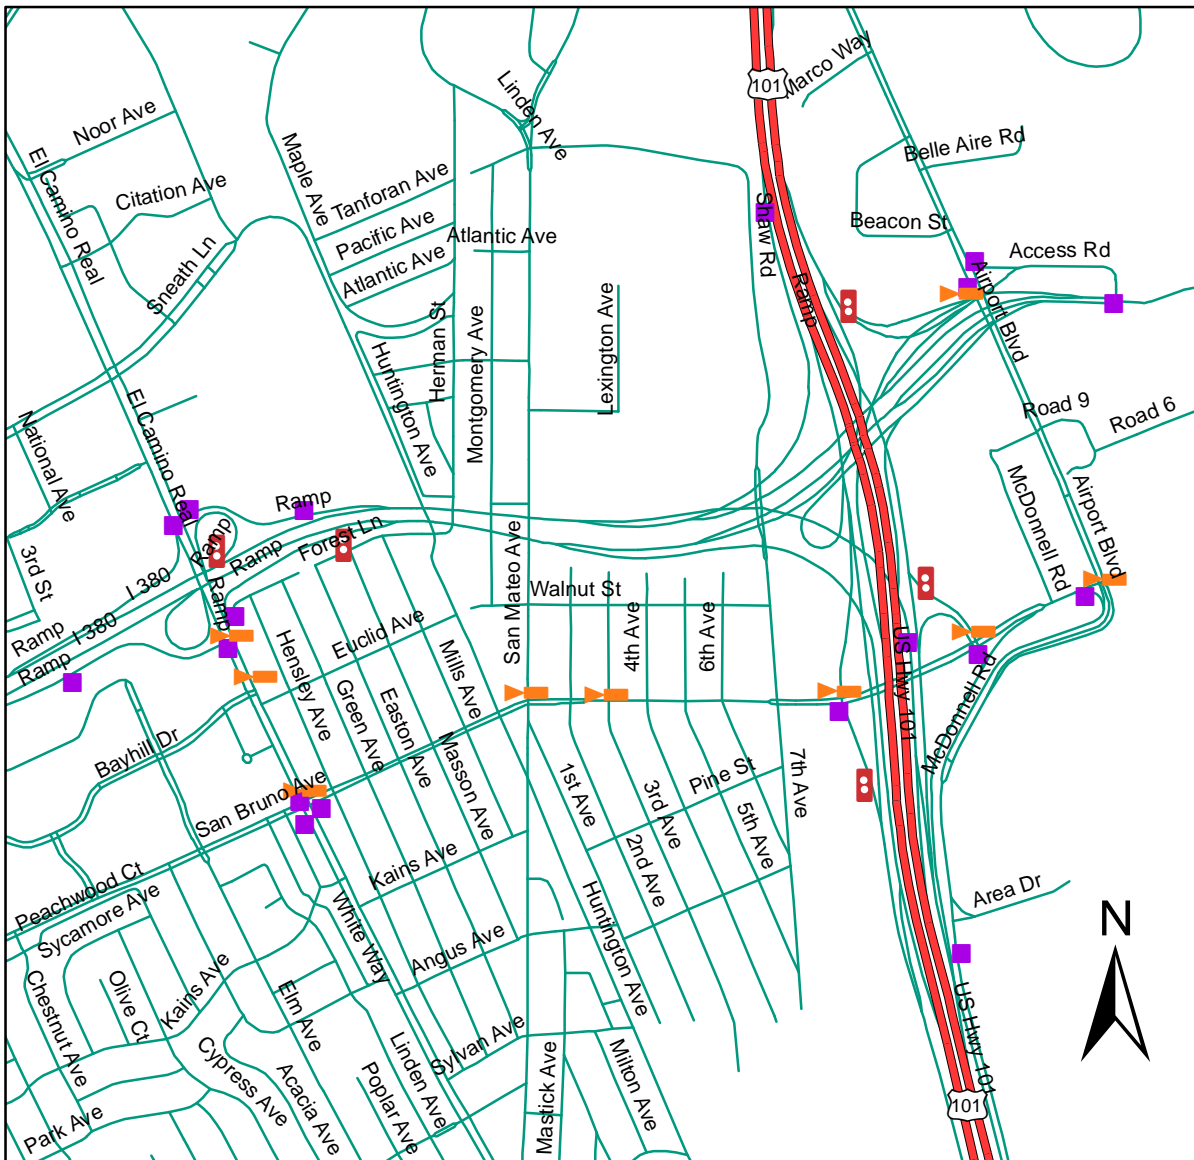 Marco Way
101
Linden Ave
Noor Ave
Belle Aire Rd
Maple Ave
El Camino Real
Citation Ave
Tanforan Ave
Shaw Rd
Beacon St
Pacific Ave
Atlantic Ave
Access Rd
Sneath Ln
Atlantic Ave
Ramp
Airport Blvd
Herman St
Montgomery Ave
Lexington Ave
Huntington Ave
El Camino Real
National Ave
Road 9
Road 6
McDonnell Rd
Airport Blvd
Ramp
Forest Ln
Ramp
Ramp
3rd St
I 380
Ramp
Walnut St
San Mateo Ave
4th Ave
6th Ave
Ramp
I 380
Ramp
Hensley Ave
Euclid Ave
Mills Ave
Green Ave
Easton Ave
US Hwy 101
McDonnell Rd
Bayhill Dr
Masson Ave
San Bruno Ave
1st Ave
Pine St
7th Ave
3rd Ave
5th Ave
2nd Ave
Kains Ave
Peachwood Ct
Sycamore Ave
White Way
Huntington Ave
Area Dr
N
Angus Ave
Chestnut Ave
Olive Ct
Kains Ave
Elm Ave
US Hwy 101
Sylvan Ave
Linden Ave
Cypress Ave
Acacia Ave
Poplar Ave
Mastick Ave
Milton Ave
Park Ave
101